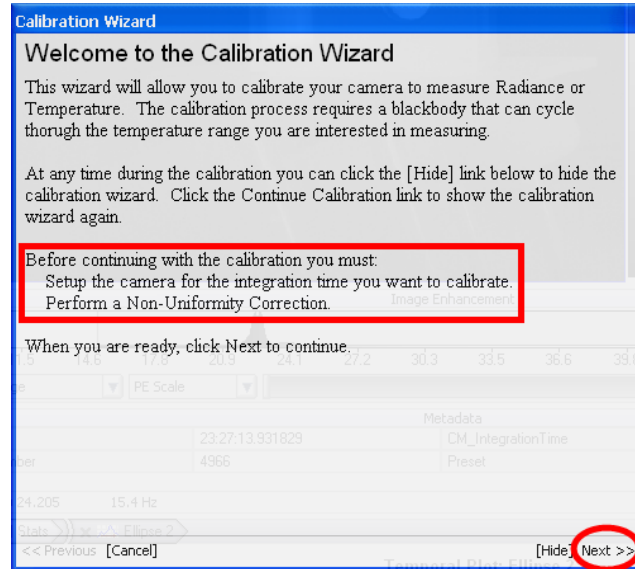 Calibration Wizard
Welcome to the Calibration Wizard
This wizard will allow you to calibrate your camera to measure Radiance or
Temperature. The calibration process requires a blackbody that can cycle
thorugh the temperature range you are interested in measuring.
At any time during the calibration you can click the [Hide] link below to hide the
calibration wizard. Click the Continue Calibration link to show the calibration
wizard again.
Before continuing with the calibration you must:
Setup the camera for the integration time you want to calibrate.
Perform a Non-Uniformity Correction.
Image Enhancement
When you are ready, click Next to continue.
14.6 17.8 20.9 24.1 27.2 30.3 33.5 36.6
PE Scale
Metadata
23:27:13.931829 CM_IntegrationTime
4966 Preset
24.205 15.4 Hz
Stats Ellipse 2
<< Previous [Cancel] [Hide] Next >>
Temporal Plot: Ellipse